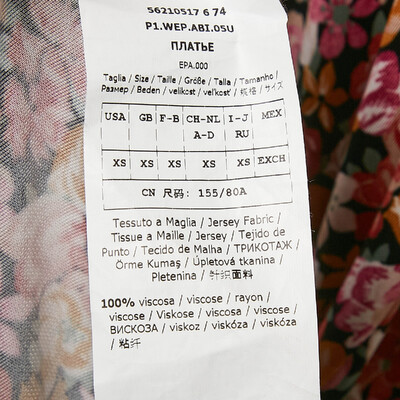 56210517 6 74
P1.WEP.ABI.05U
ПЛАТЬЕ
EPA.000
Taglia / Size / Taille / Größe / Talla / Tamanho /
Размер / Beden / velikost / veľkosť / 规格 / サイズ
USA GB F-B CH-NL I-J MEX
A-D RU
XS XS XS XS XS EXCH
CN 尺码: 155/80A
Tessuto a Maglia / Jersey Fabric /
Tissue a Maille / Jersey / Tejido de
Punto / Tecido de Malha / ТРИКОТАЖ /
Örme Kumaş / Úpletová tkanina /
Pletenina / 针织面料
100% viscosa / viscose / rayon /
viscose / Viskose / viscosa / viscose /
ВИСКОЗА / viskoz / viskóza / viskóza
/ 粘纤